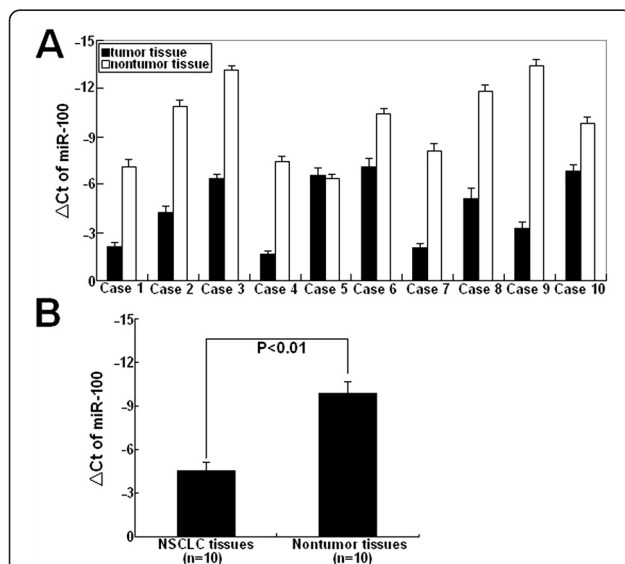 A
-15
-12
-9
-6
-3
0
△Ct of miR-100
tumor tissue
nontumor tissue
Case 1 Case 2 Case 3 Case 4 Case 5 Case 6 Case 7 Case 8 Case 9 Case 10
B
-15
-12
-9
-6
-3
0
△Ct of miR-100
P<0.01
NSCLC tissues Nontumor tissues
(n=10) (n=10)